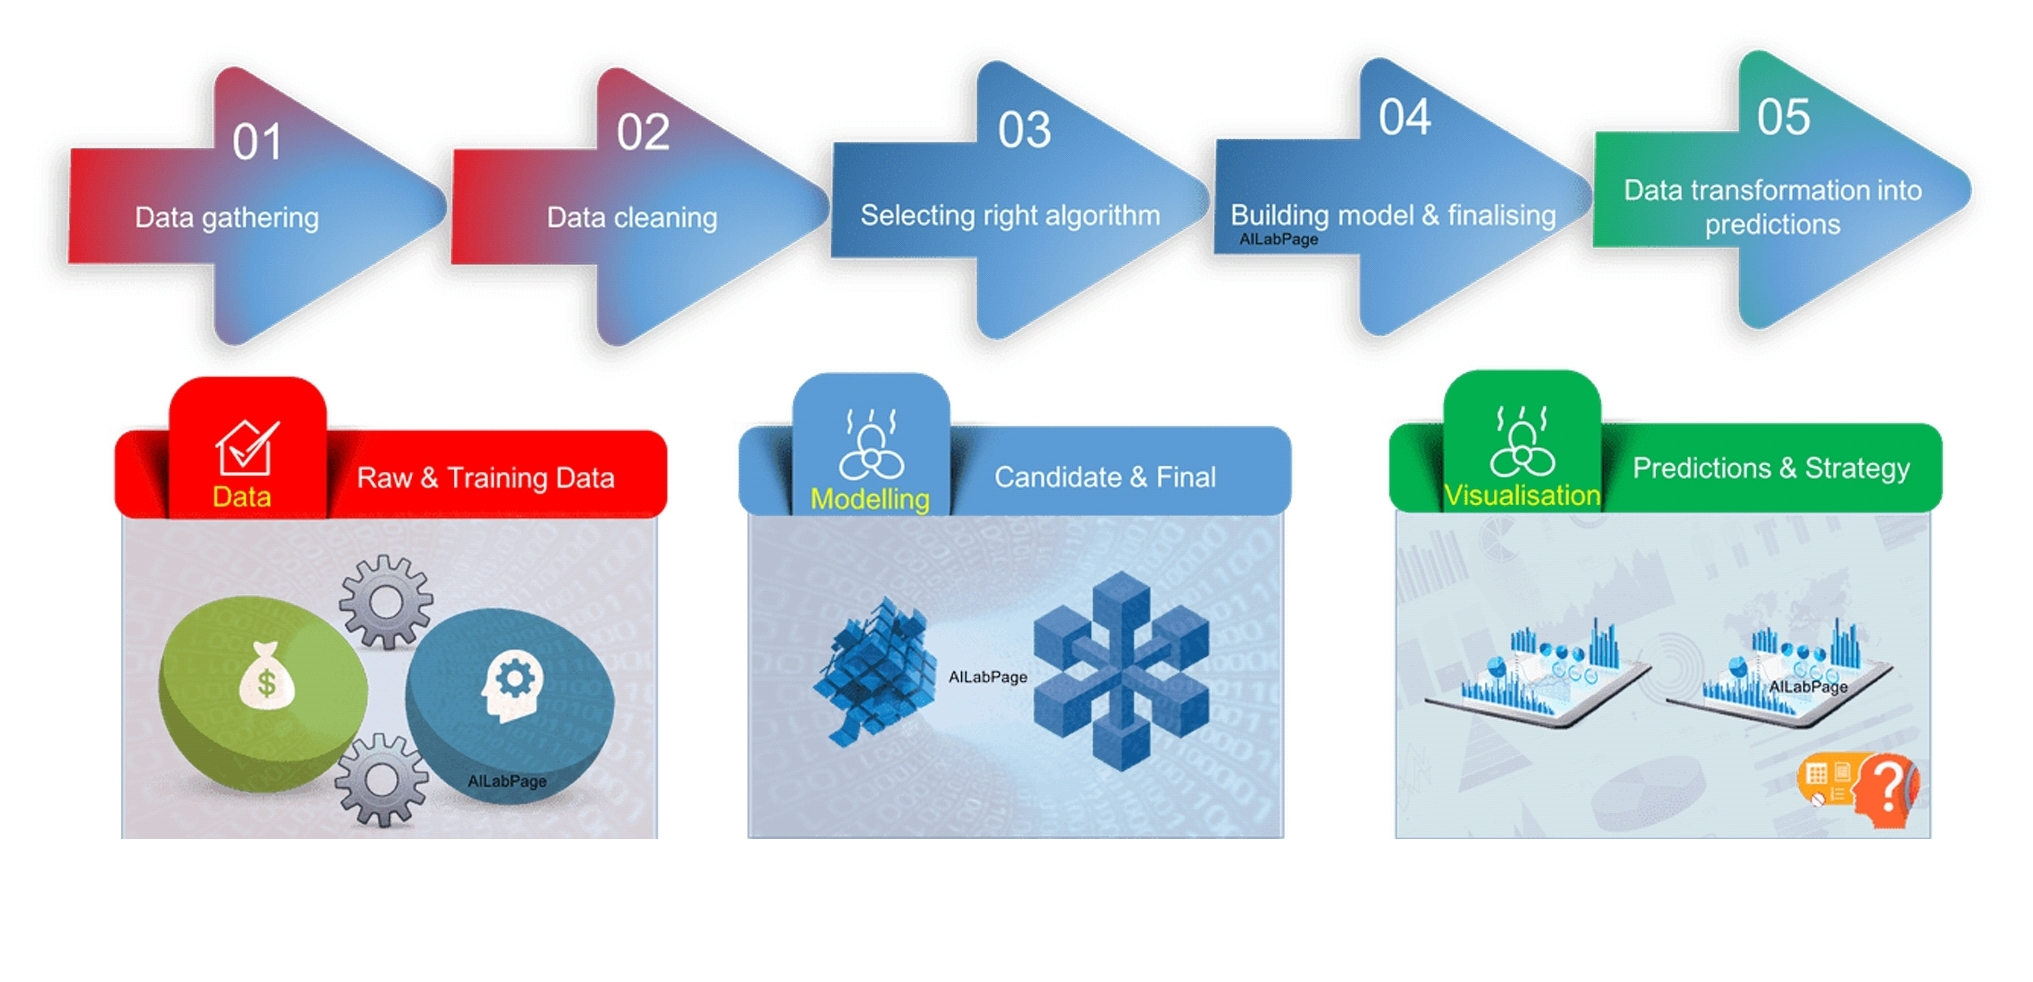 01
Data gathering
02
Data cleaning
03
Selecting right algorithm
04
Building model & finalising
AILabPage
05
Data transformation into
predictions
Data
Raw & Training Data
$
AILabPage
Modelling
Candidate & Final
AILabPage
Visualisation
Predictions & Strategy
AILabPage
?